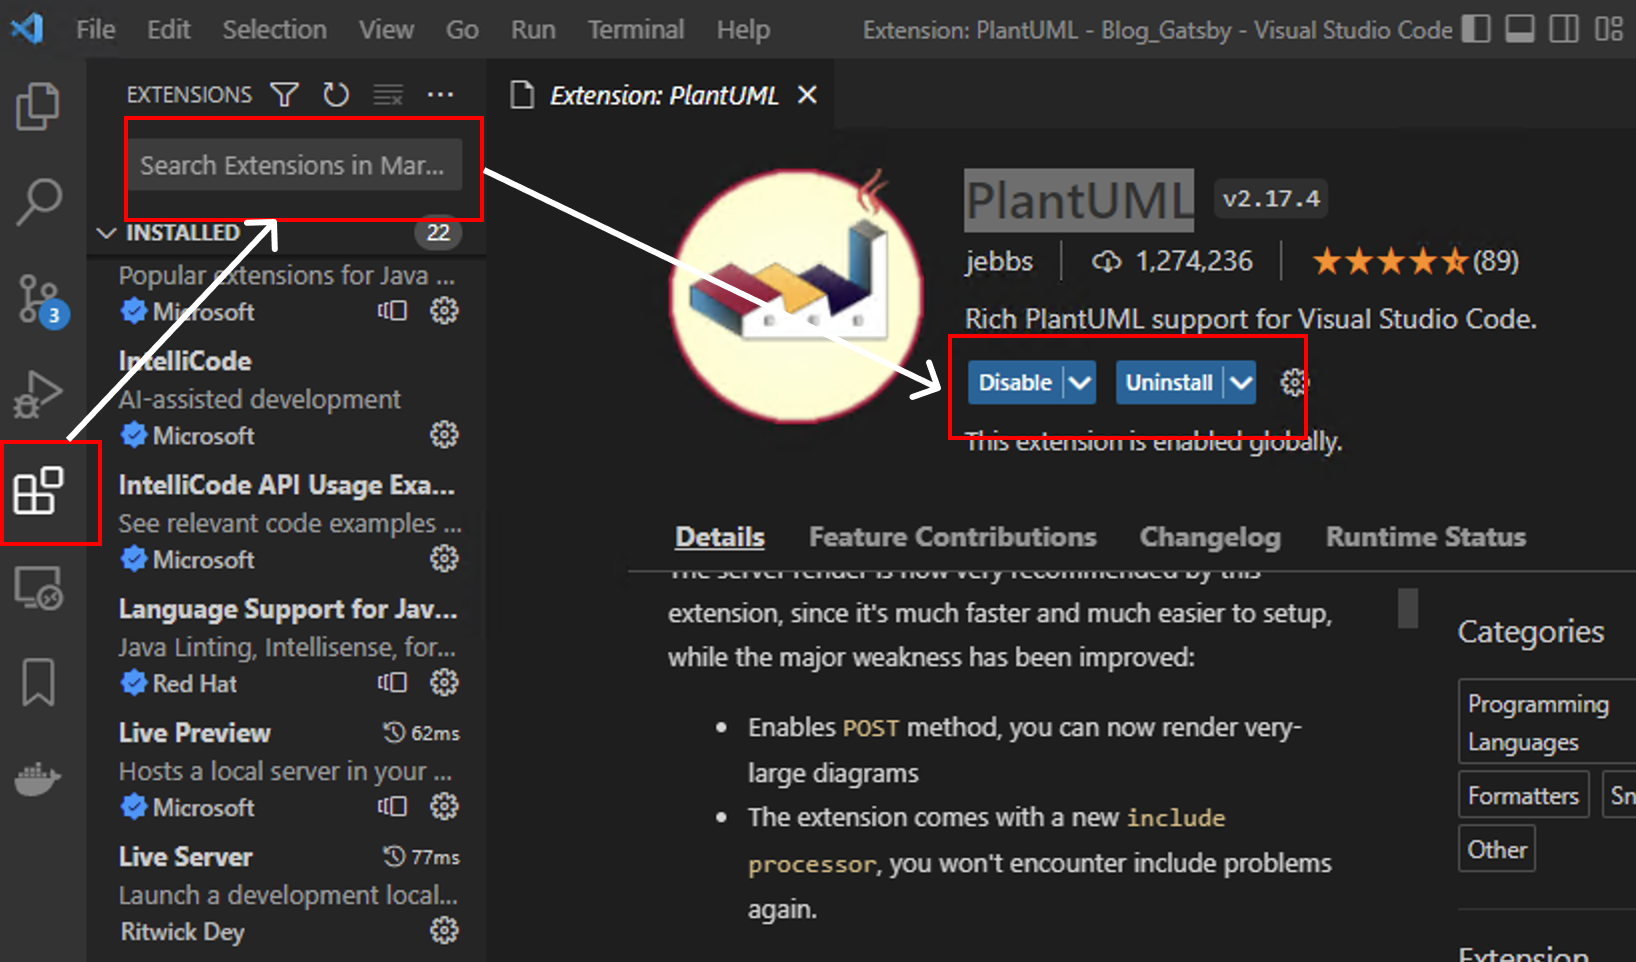 File Edit Selection View Go Run Terminal Help Extension: PlantUML - Blog_Gatsby - Visual Studio Code
EXTENSIONS
Search Extensions in Mar...
INSTALLED 22
Popular extensions for Java ...
Microsoft
IntelliCode
AI-assisted development
Microsoft
IntelliCode API Usage Exa...
See relevant code examples ...
Microsoft
Language Support for Jav...
Java Linting, Intellisense, for...
Red Hat
Live Preview 62ms
Hosts a local server in your ...
Microsoft
Live Server 77ms
Launch a development local...
Ritwick Dey
3
Extension: PlantUML
PlantUML v2.17.4
jebbs 1,274,236 (89)
Rich PlantUML support for Visual Studio Code.
Disable Uninstall
This extension is enabled globally.
Details Feature Contributions Changelog Runtime Status
The server render is now very recommended by this
extension, since it's much faster and much easier to setup,
while the major weakness has been improved:
• Enables POST method, you can now render very-
large diagrams
• The extension comes with a new include
processor, you won't encounter include problems
again.
Categories
Programming
Languages
Formatters Sn
Other
Extension